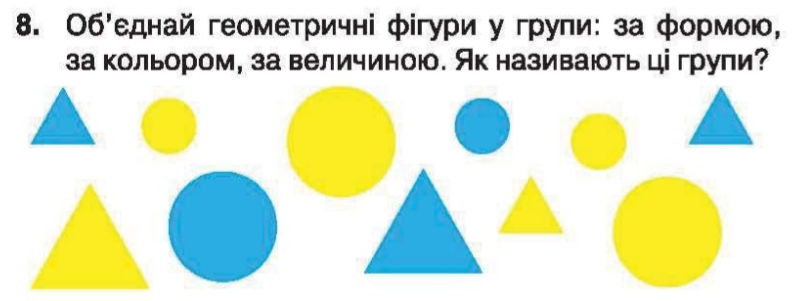 8. Об’єднай геометричні фігури у групи: за формою,
за кольором, за величиною. Як називають ці групи?